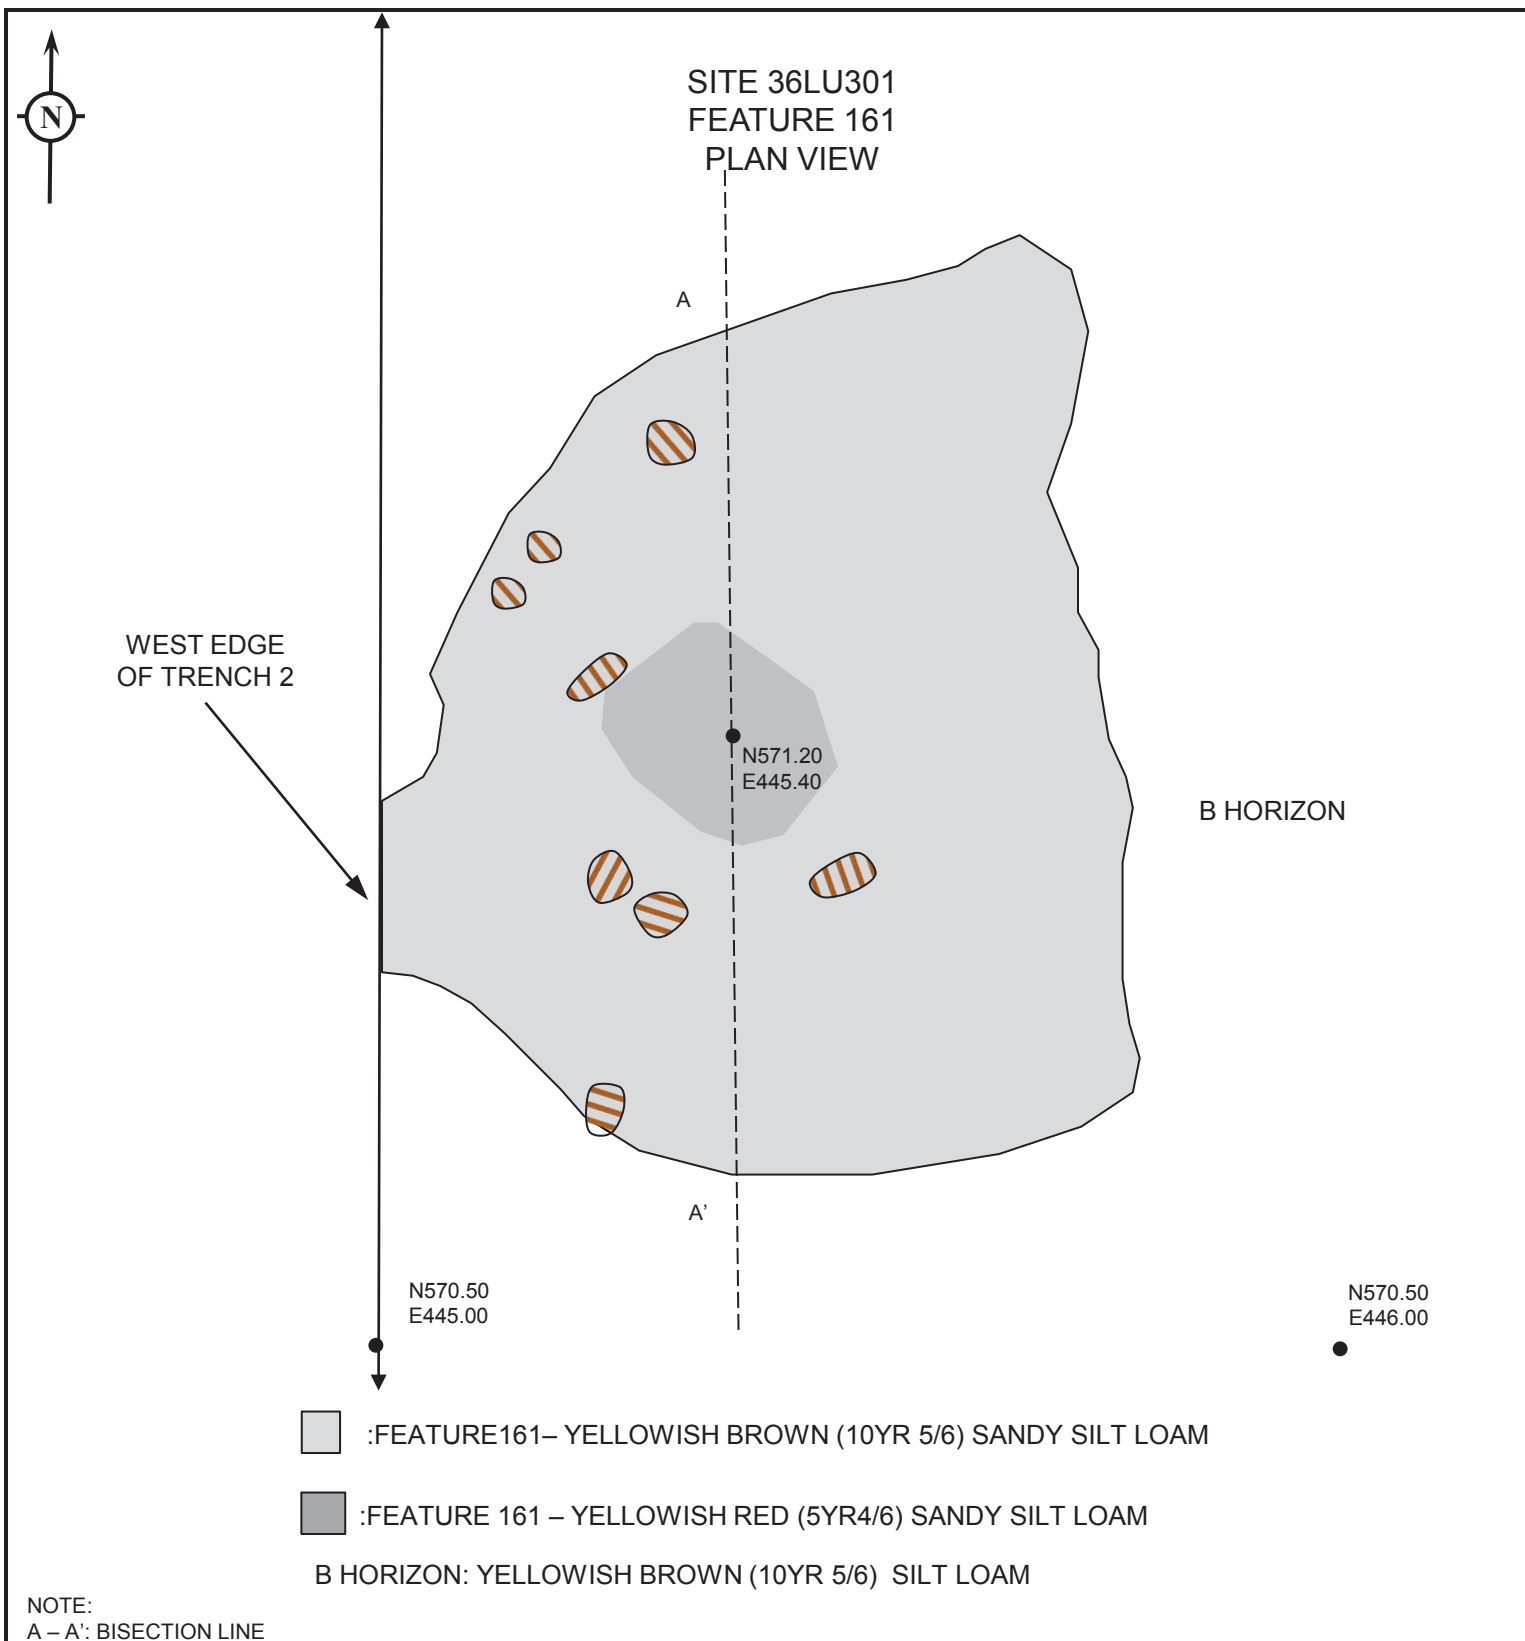 SITE 36LU301
FEATURE 161
PLAN VIEW
N
A
WEST EDGE
OF TRENCH 2
N571.20
E445.40
B HORIZON
A’
N570.50
E445.00
N570.50
E446.00
:FEATURE161– YELLOWISH BROWN (10YR 5/6) SANDY SILT LOAM
:FEATURE 161 – YELLOWISH RED (5YR4/6) SANDY SILT LOAM
B HORIZON: YELLOWISH BROWN (10YR 5/6) SILT LOAM
NOTE:
A – A’: BISECTION LINE